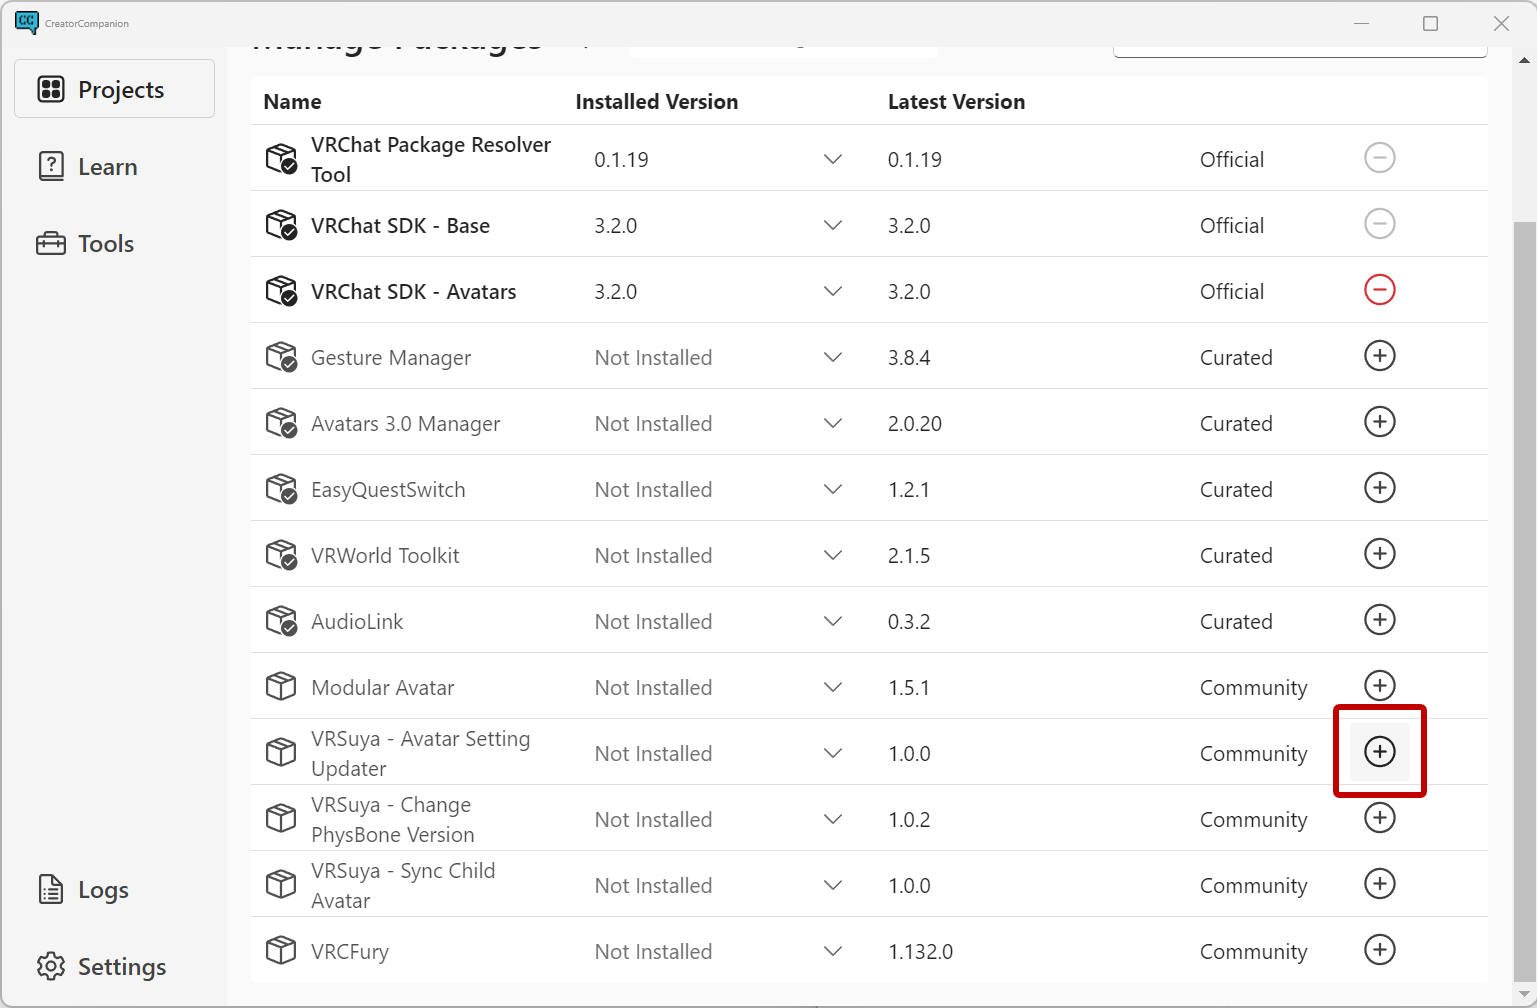 CreatorCompanion
Manage Packages
Projects
Learn
Tools
Logs
Settings
Name Installed Version Latest Version
VRChat Package Resolver
Tool
0.1.19 0.1.19 Official
VRChat SDK - Base 3.2.0 3.2.0 Official
VRChat SDK - Avatars 3.2.0 3.2.0 Official
Gesture Manager Not Installed 3.8.4 Curated
Avatars 3.0 Manager Not Installed 2.0.20 Curated
EasyQuestSwitch Not Installed 1.2.1 Curated
VRWorld Toolkit Not Installed 2.1.5 Curated
AudioLink Not Installed 0.3.2 Curated
Modular Avatar Not Installed 1.5.1 Community
VRSuya - Avatar Setting
Updater
Not Installed 1.0.0 Community
VRSuya - Change
PhysBone Version
Not Installed 1.0.2 Community
VRSuya - Sync Child
Avatar
Not Installed 1.0.0 Community
VRCFury Not Installed 1.132.0 Community